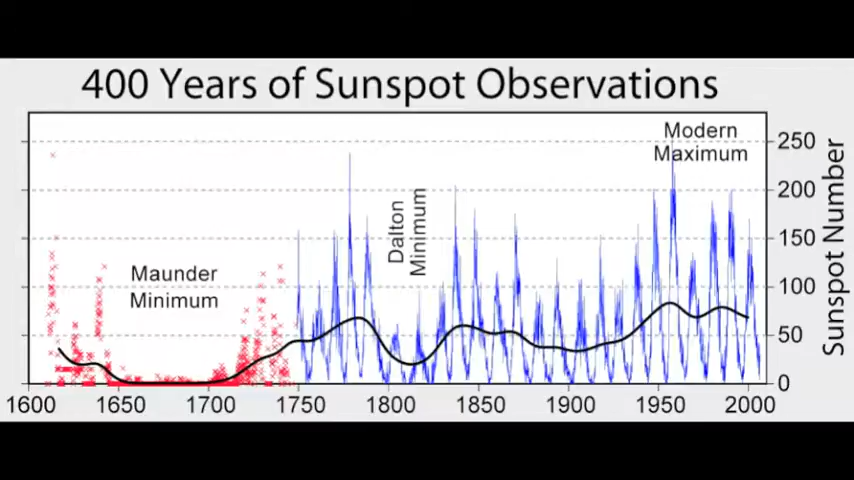 400 Years of Sunspot Observations
Modern
Maximum
Maunder
Minimum
Dalton
Minimum
250
200
150
100
50
0
Sunspot Number
1600 1650 1700 1750 1800 1850 1900 1950 2000